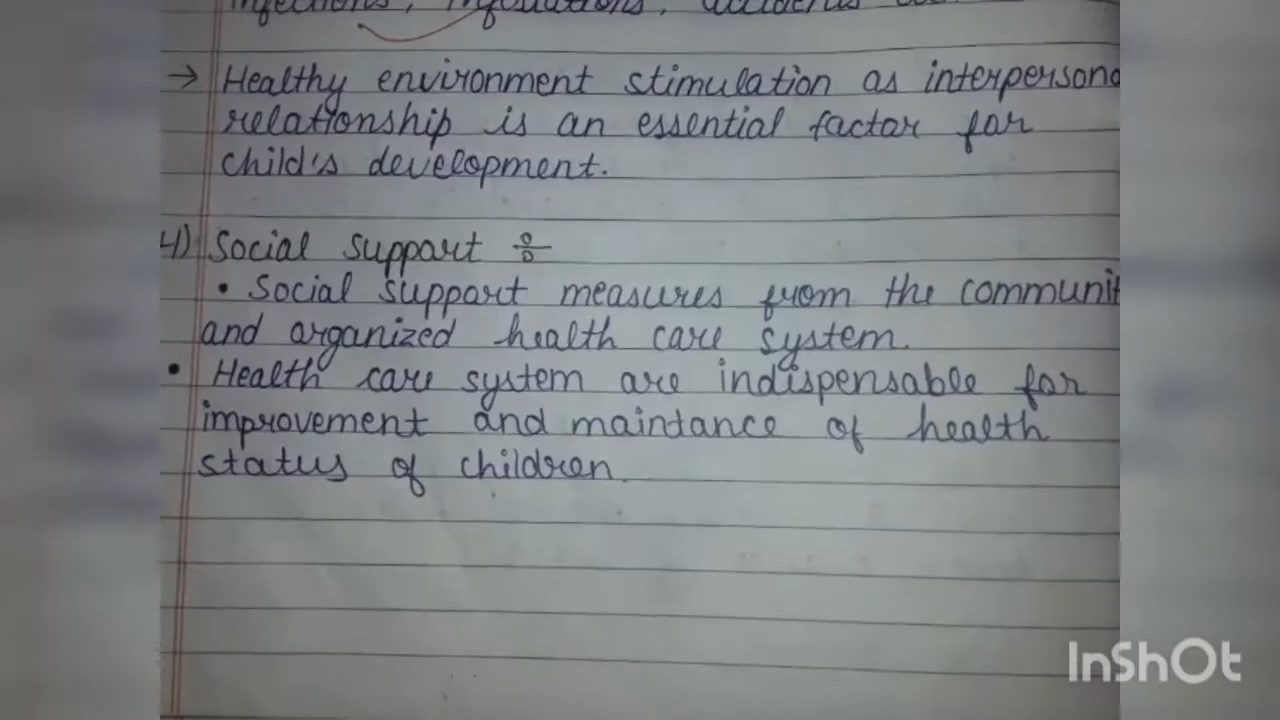 → Healthy environment stimulation as interpersona
relationship is an essential factor for
child's development.
4) Social support ÷
• Social support measures from the communit
and organized health care system.
• Health care system are indispensable for
improvement and maintance of health
status of children.
InShOt